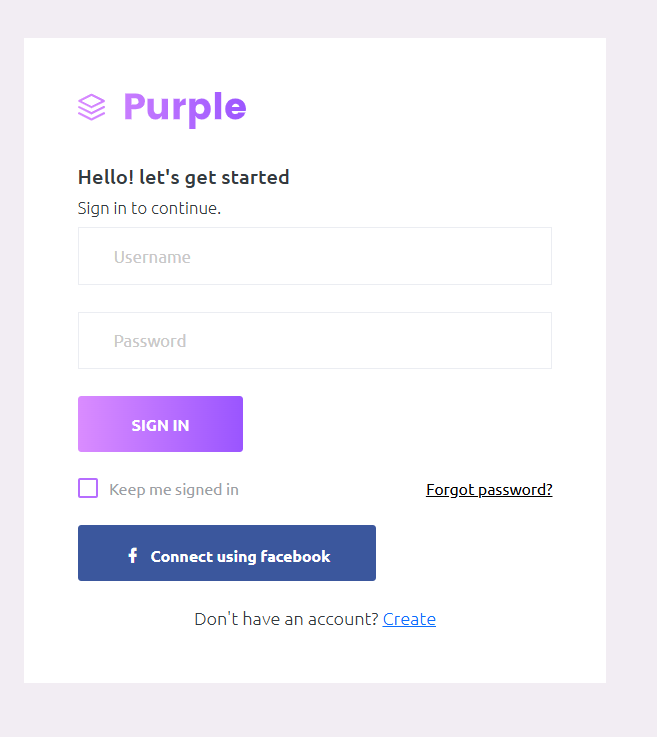 Purple
Hello! let's get started
Sign in to continue.
Username
Password
SIGN IN
Keep me signed in Forgot password?
Connect using facebook
Don't have an account? Create